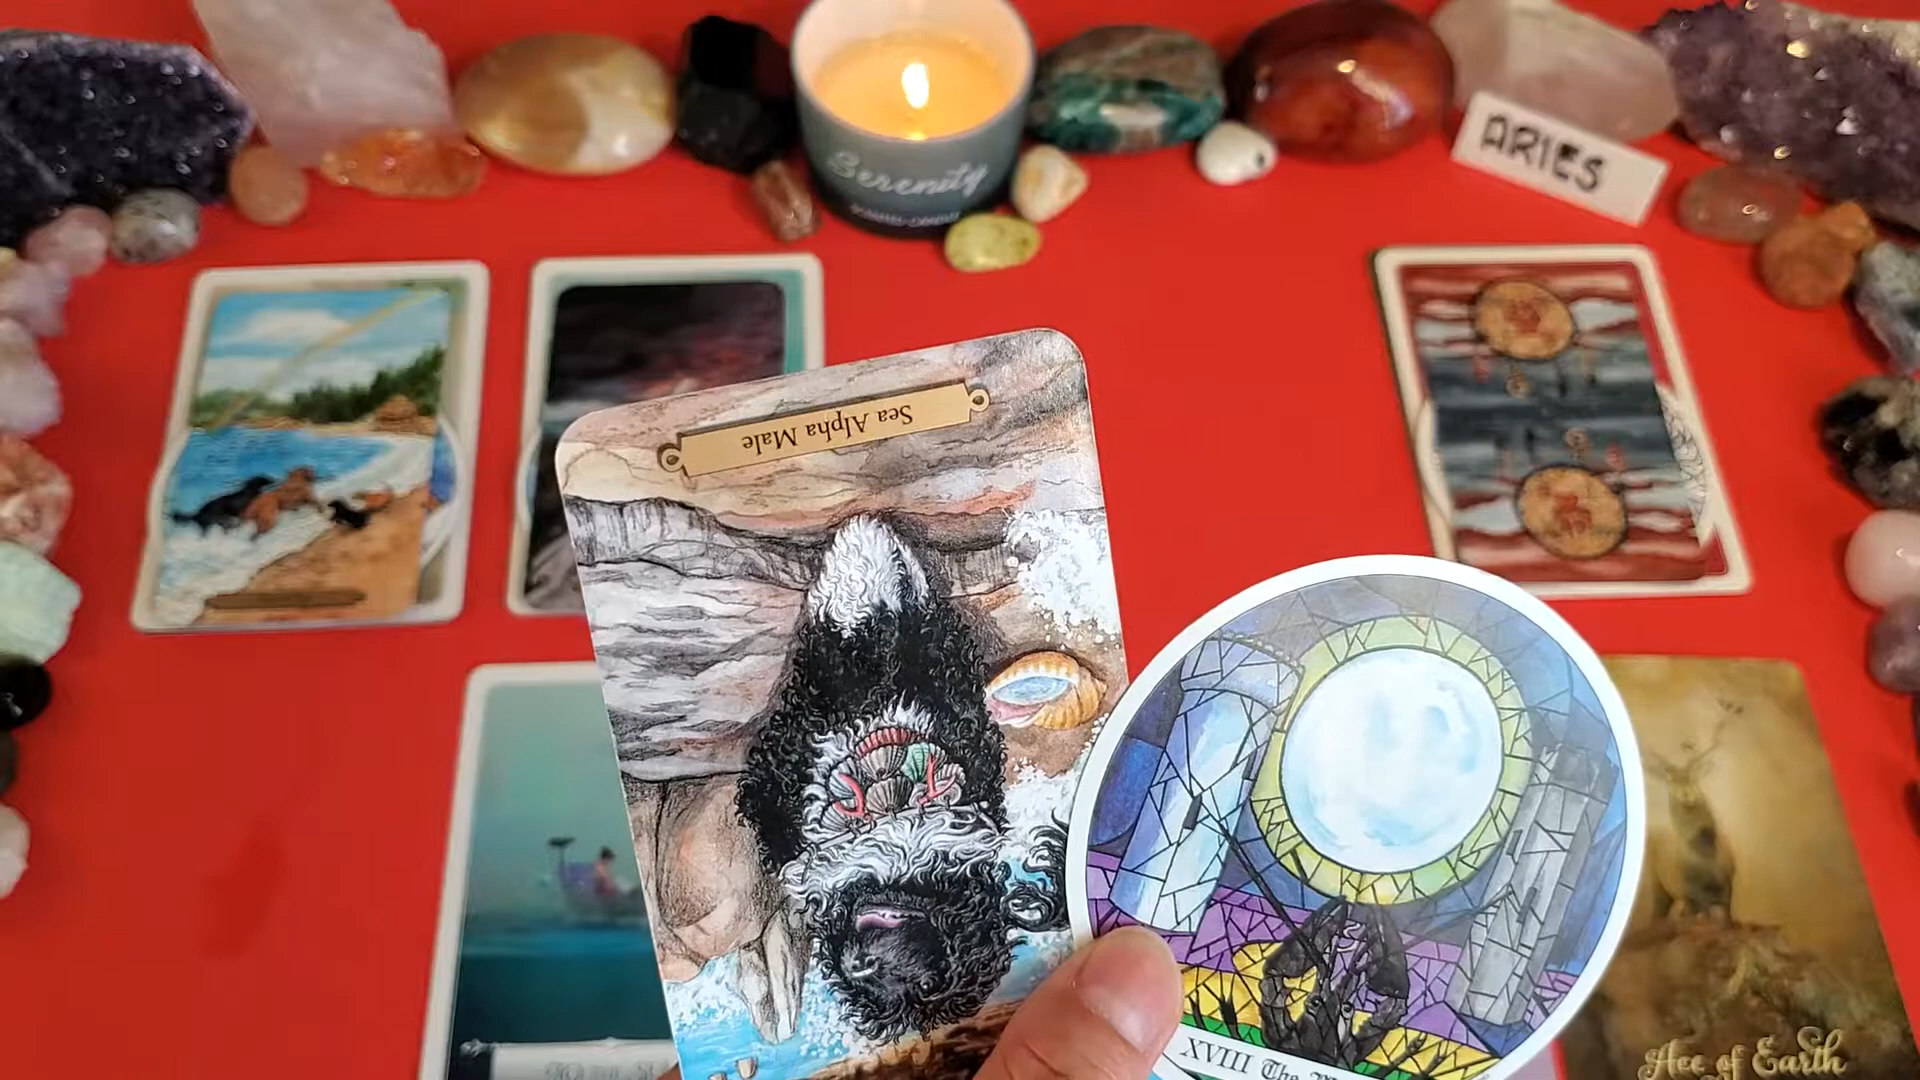 Serenity
ARIES
Sea Alpha Male
XVIII The
Ace of Earth